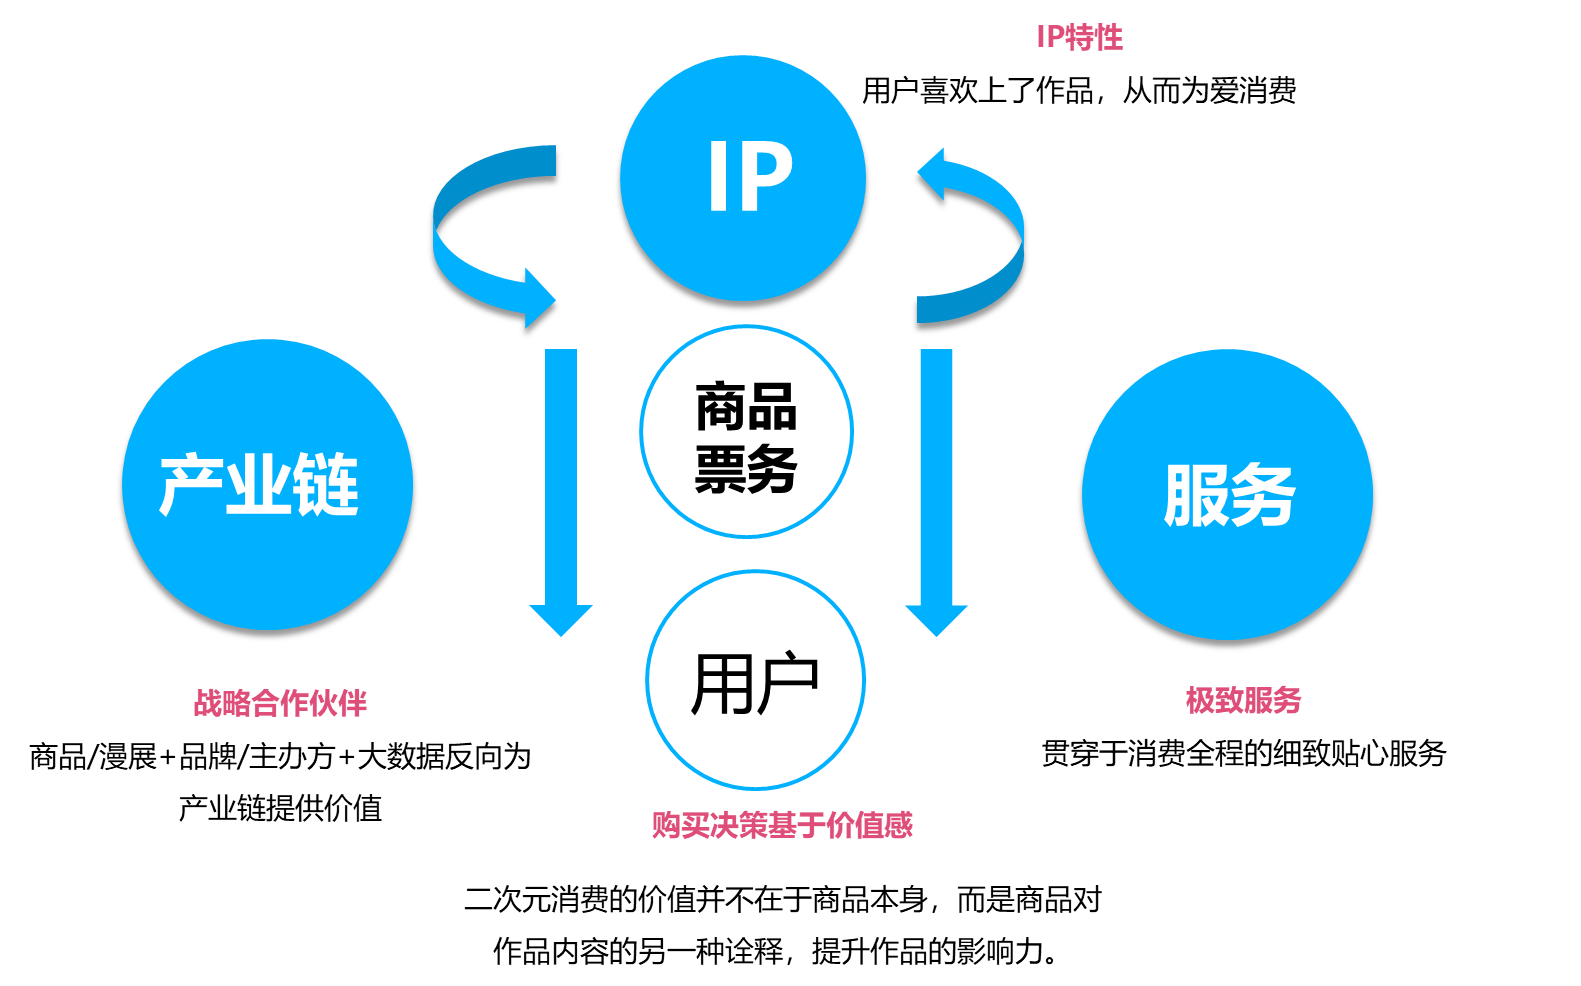 IP特性
用户喜欢上了作品，从而为爱消费
IP
商品
票务
产业链
服务
用户
战略合作伙伴
商品/漫展+品牌/主办方+大数据反向为
产业链提供价值
极致服务
贯穿于消费全程的细致贴心服务
购买决策基于价值感
二次元消费的价值并不在于商品本身，而是商品对
作品内容的另一种诠释，提升作品的影响力。